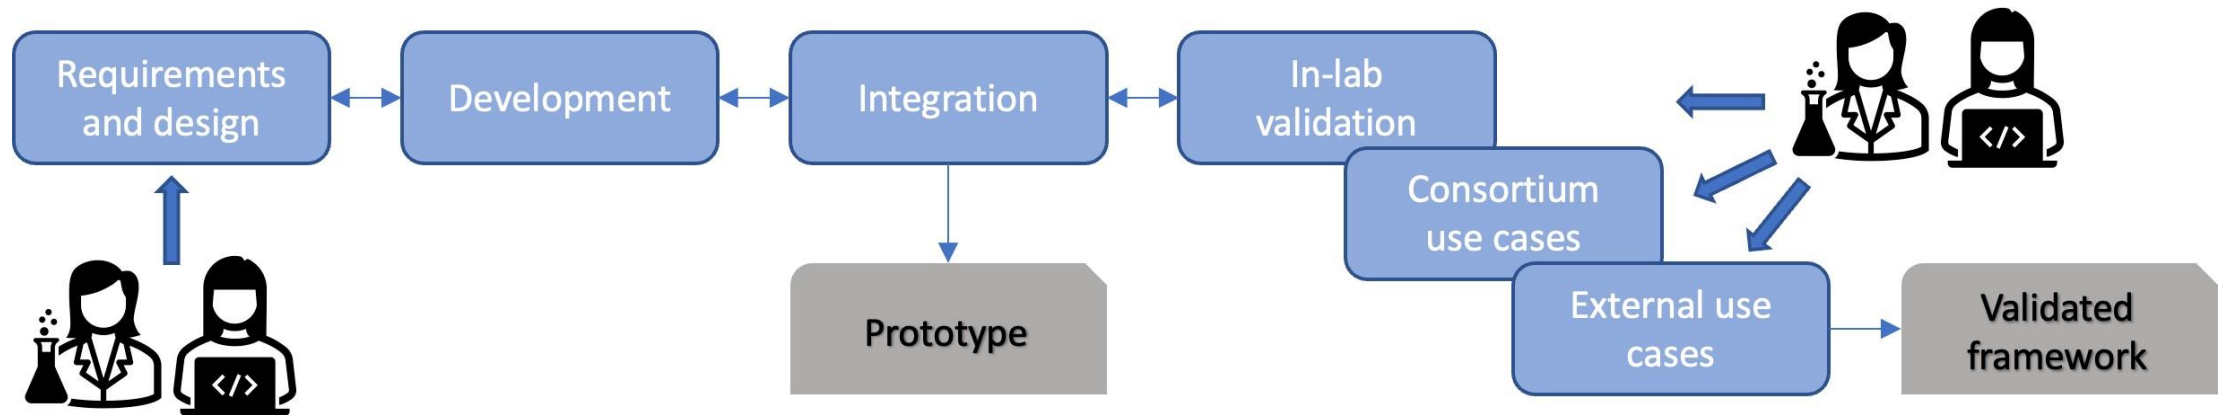 Requirements
and design
Development
Integration
In-lab
validation
Consortium
use cases
External use
cases
Prototype
Validated
framework
</>
</>